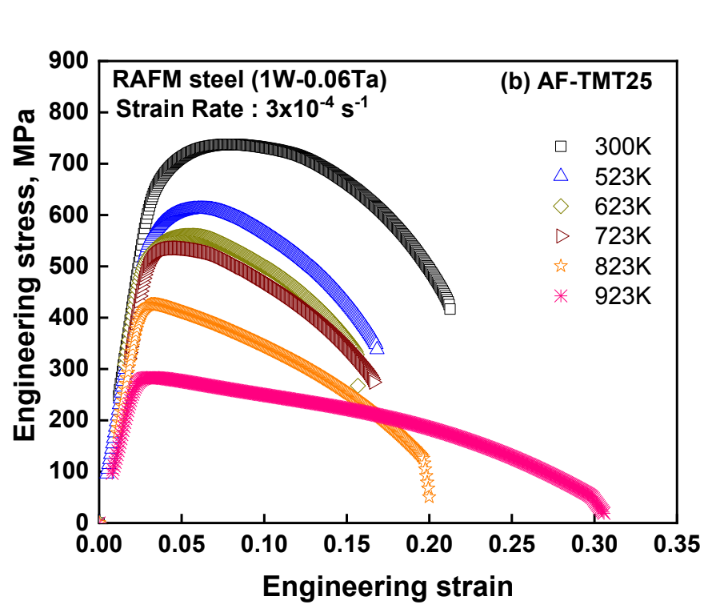 900
800
700
600
500
400
300
200
100
0
Engineering stress, MPa
RAFM steel (1W-0.06Ta)
Strain Rate : 3x10⁻⁴ s⁻¹
(b) AF-TMT25
300K
523K
623K
723K
823K
923K
0.00 0.05 0.10 0.15 0.20 0.25 0.30 0.35
Engineering strain